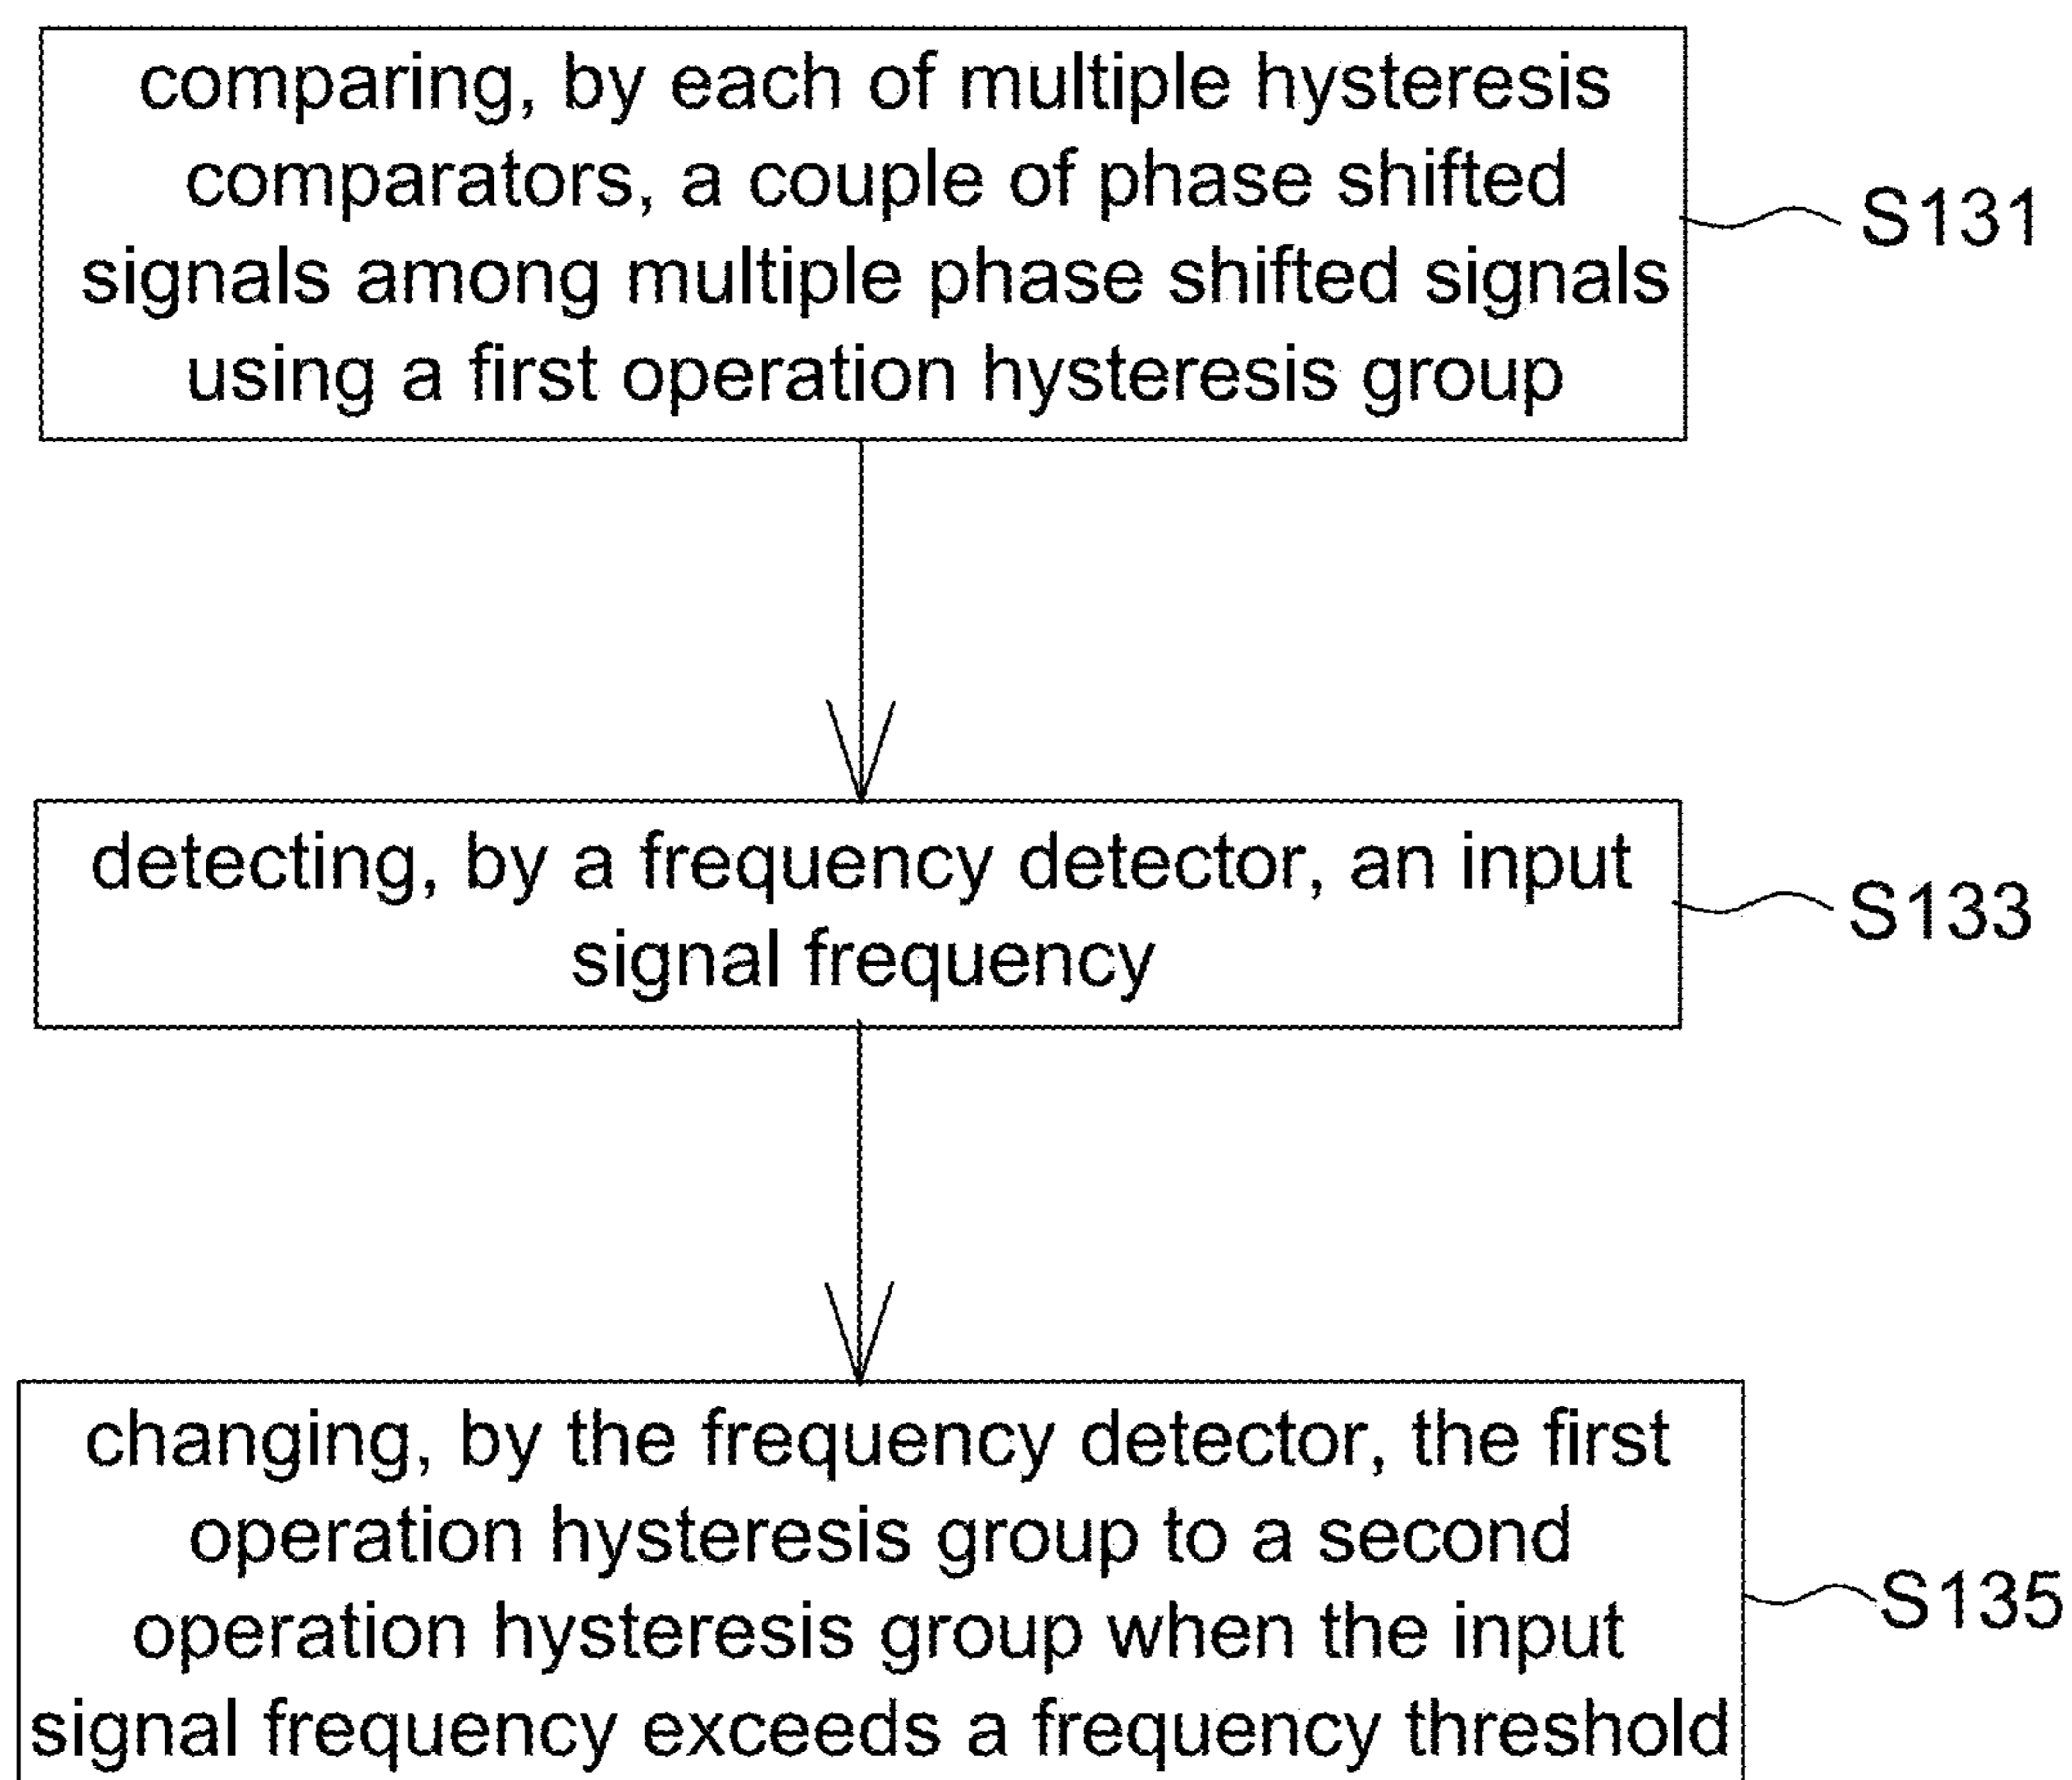 comparing, by each of multiple hysteresis
comparators, a couple of phase shifted
signals among multiple phase shifted signals
using a first operation hysteresis group
S131
detecting, by a frequency detector, an input
signal frequency
S133
changing, by the frequency detector, the first
operation hysteresis group to a second
operation hysteresis group when the input
signal frequency exceeds a frequency threshold
S135